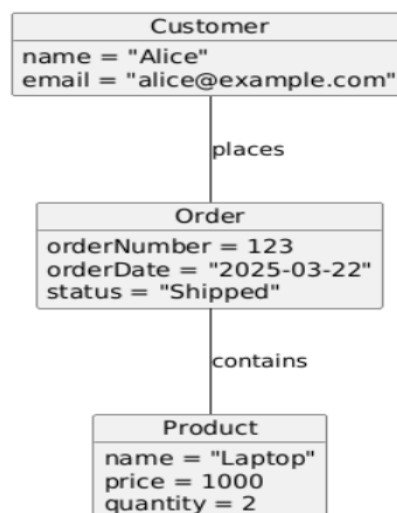 Customer
name = "Alice"
email = "alice@example.com"
places
Order
orderNumber = 123
orderDate = "2025-03-22"
status = "Shipped"
contains
Product
name = "Laptop"
price = 1000
quantity = 2